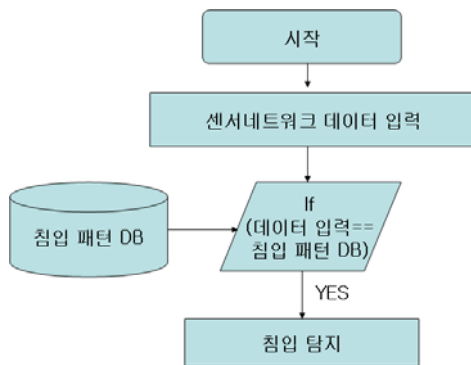 시작
센서네트워크 데이터 입력
If
(데이터 입력==
침입 패턴 DB)
침입 패턴 DB
YES
침입 탐지